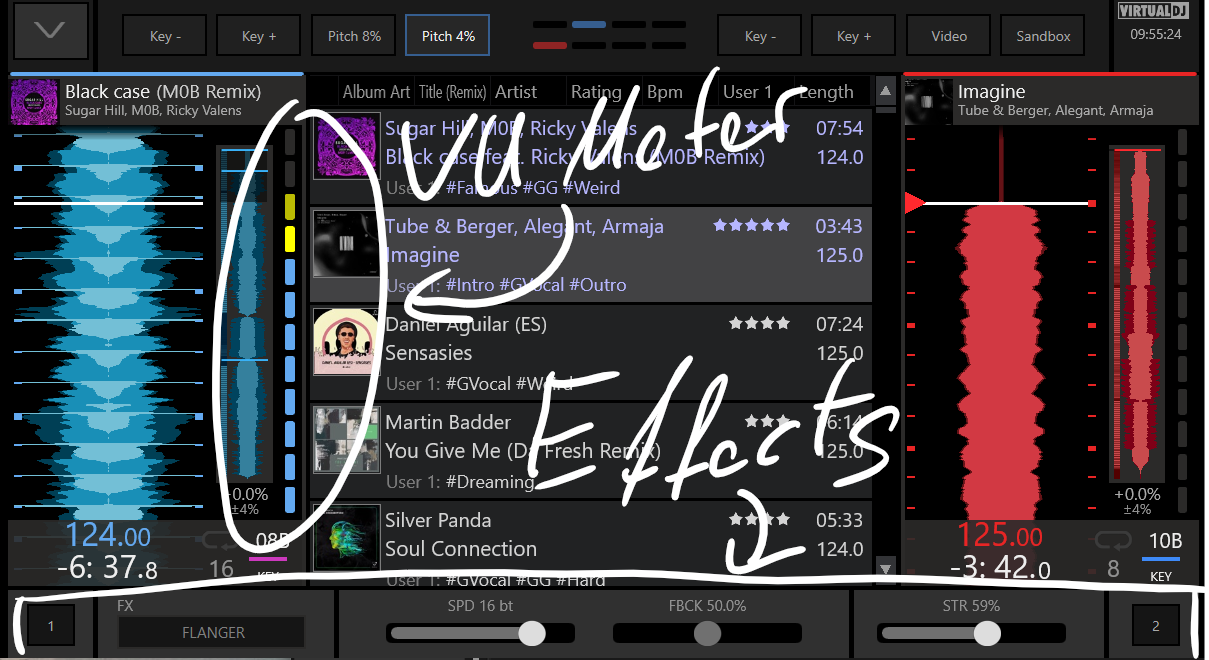 Key -
Key +
Pitch 8%
Pitch 4%
Key -
Key +
Video
Sandbox
VIRTUALDJ
09:55:24
Black case (M0B Remix)
Sugar Hill, M0B, Ricky Valens
Album Art Title (Remix) Artist Rating Bpm User 1 Length
Imagine
Tube & Berger, Alegant, Armaja
VU Mater
Sugar Hill, M0B, Ricky Valens 07:54
Black case feat. Ricky Valens (M0B Remix) 124.0
User 1: #Famous #GG #Weird
Tube & Berger, Alegant, Armaja 03:43
Imagine 125.0
User 1: #Intro #GVocal #Outro
Daniel Aguilar (ES) 07:24
Sensasies 125.0
User 1: #GVocal #Weird
Effects
Martin Badder 06:14
You Give Me (Da Fresh Remix) 125.0
User 1: #Dreaming
Silver Panda 05:33
Soul Connection 124.0
User 1: #GVocal #GG #Hard
+0.0%
±4%
124.00
-6: 37.8
16
08B
KEY
+0.0%
±4%
125.00
-3: 42.0
8
10B
KEY
1
FX
FLANGER
SPD 16 bt
FBCK 50.0%
STR 59%
2